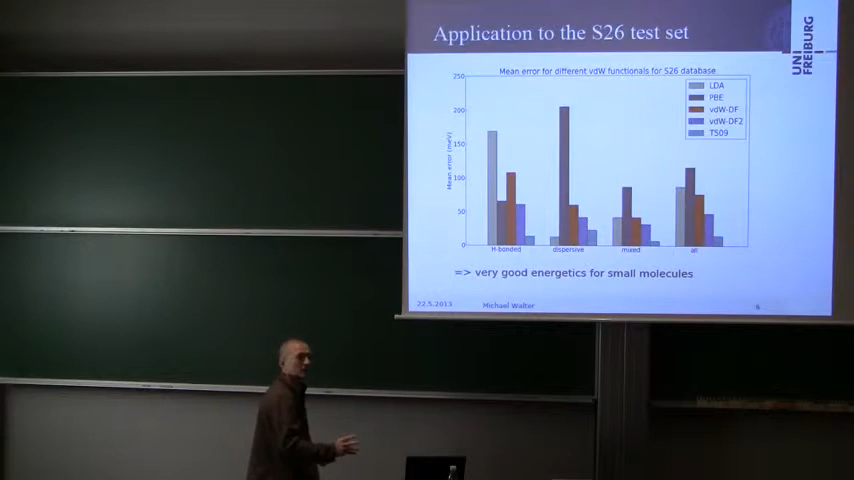 Application to the S26 test set
UNI
FREIBURG
Mean error for different vdW functionals for S26 database
250
200
150
100
50
0
Mean error (meV)
LDA
PBE
vdW-DF
vdW-DF2
TS09
H-bonded
dispersive
mixed
all
=> very good energetics for small molecules
22.5.2013
Michael Walter
6